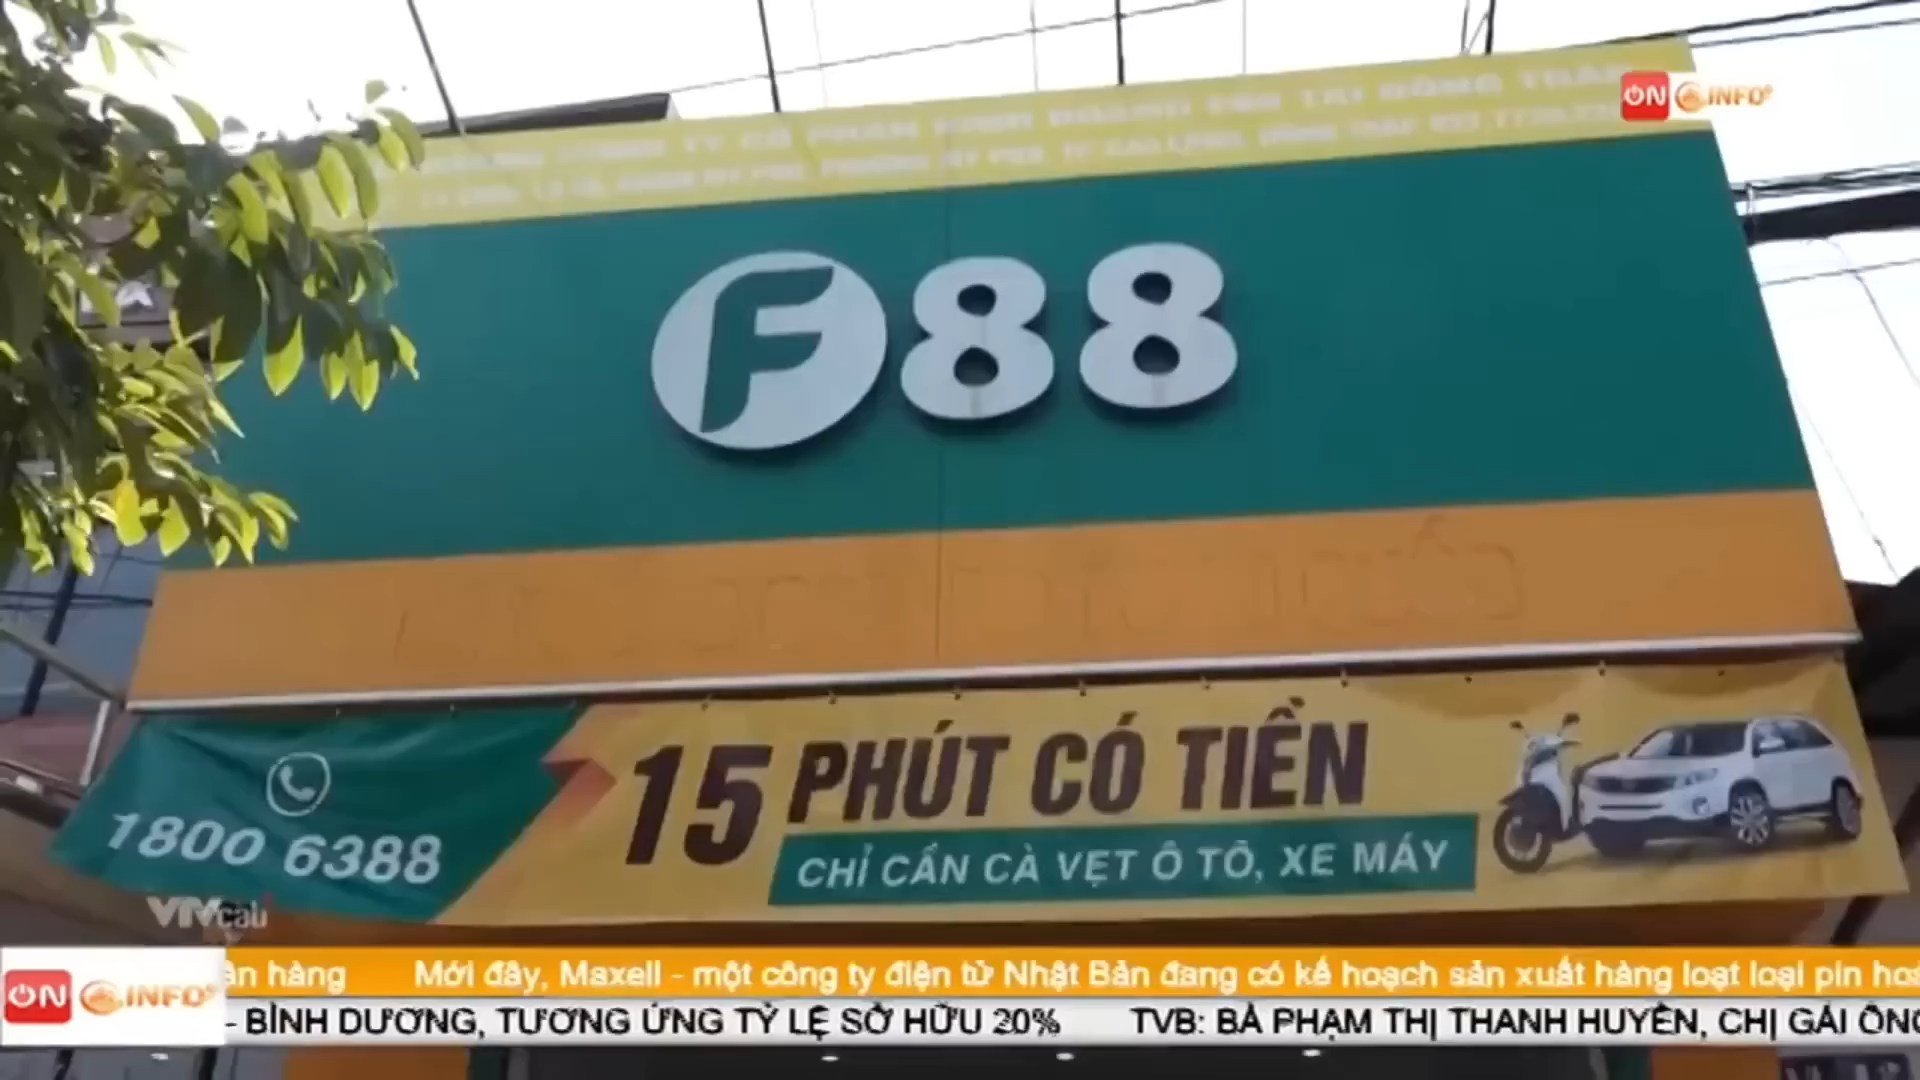 ON INFO
F88
15 PHÚT CÓ TIỀN
CHỈ CẦN CÀ VẸT Ô TÔ, XE MÁY
1800 6388
VTVcab
ON INFO
hàng Mới đây, Maxell - một công ty điện tử Nhật Bản đang có kế hoạch sản xuất hàng loạt loại pin
- BÌNH DƯƠNG, TƯƠNG ỨNG TỶ LỆ SỞ HỮU 20% TVB: BÀ PHẠM THỊ THANH HUYỀN, CHỊ GÁI ÔNG